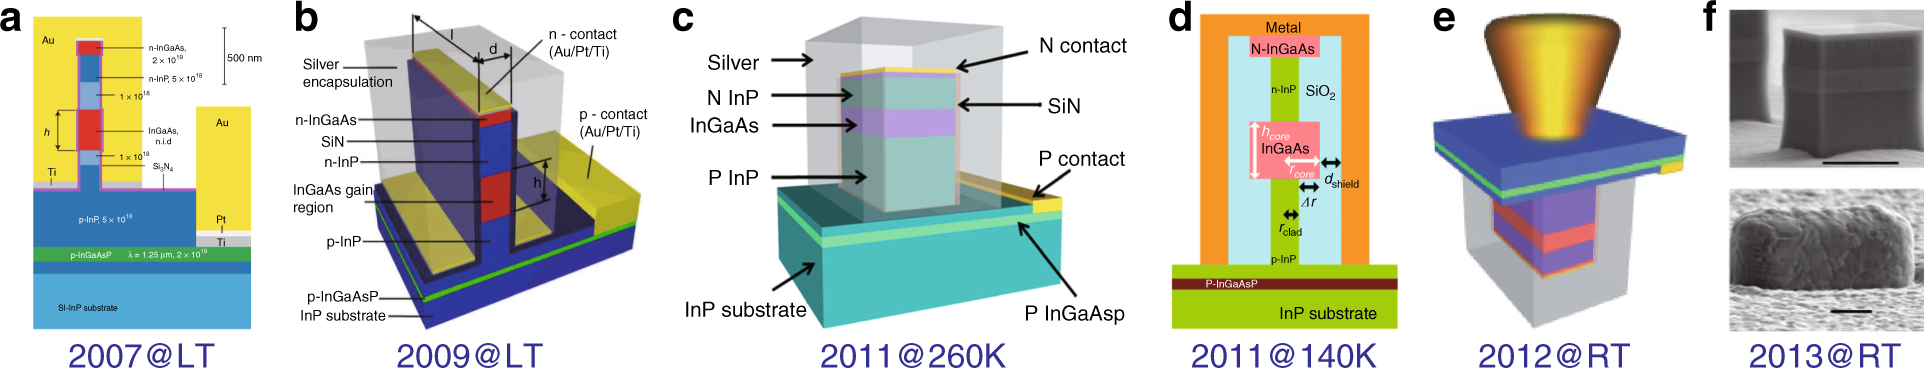 a
Au
n-InGaAs,
2 × 10¹⁹
500 nm
n-InP, 5 × 10¹⁸
1 × 10¹⁸
h
InGaAs,
n.i.d
Au
1 × 10¹⁸
Si₃N₄
Ti
p-InP, 5 × 10¹⁸
Pt
Ti
p-InGaAsP λ = 1.25 μm, 2 × 10¹⁹
SI-InP substrate
2007@LT
b
l
d
n - contact
(Au/Pt/Ti)
Silver
encapsulation
p - contact
(Au/Pt/Ti)
n-InGaAs
SiN
n-InP
h
InGaAs gain
region
p-InP
p-InGaAsP
InP substrate
2009@LT
c
N contact
Silver
N InP
SiN
InGaAs
P contact
P InP
InP substrate
P InGaAsp
2011@260K
d
Metal
N-InGaAs
n-InP
SiO₂
h core
InGaAs
r core
d shield
Δr
r clad
p-InP
P-InGaAsP
InP substrate
2011@140K
e
2012@RT
f
2013@RT